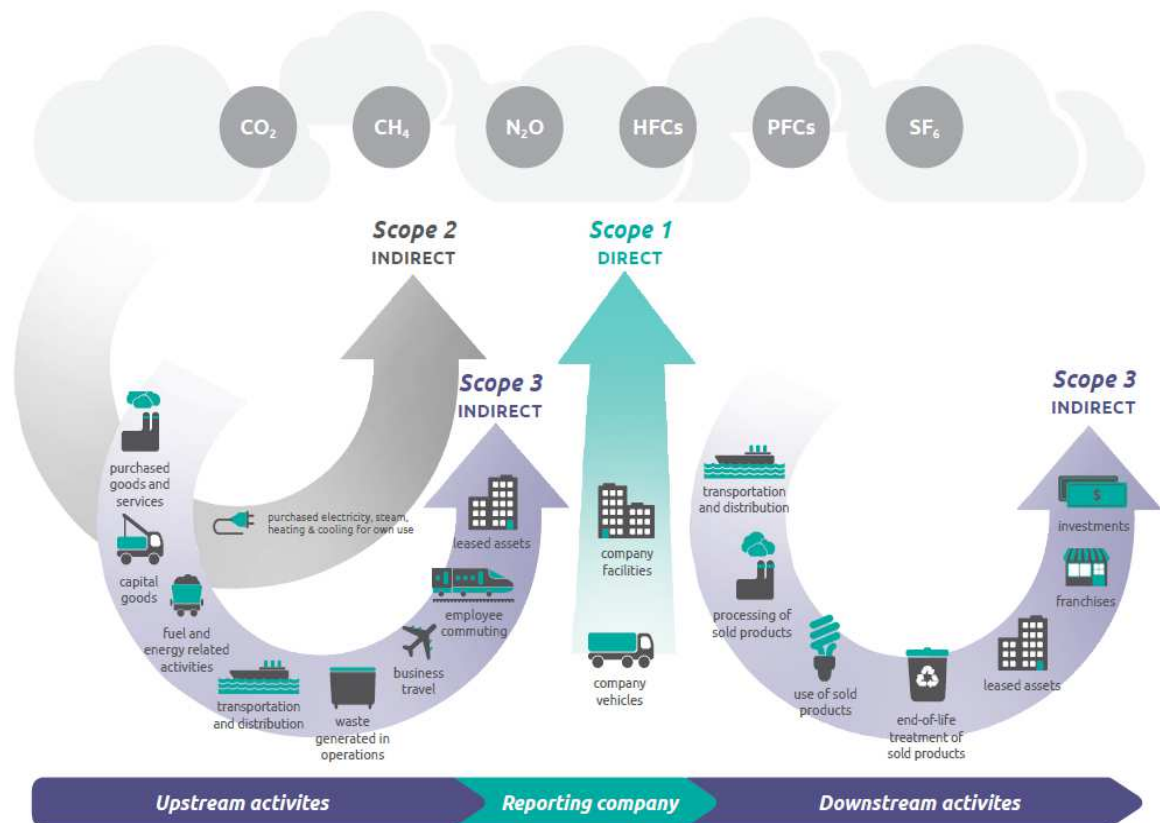 CO₂
CH₄
N₂O
HFCs
PFCs
SF₆
Scope 2
INDIRECT
Scope 1
DIRECT
Scope 3
INDIRECT
Scope 3
INDIRECT
purchased
goods and
services
capital
goods
fuel and
energy related
activities
transportation
and distribution
waste
generated in
operations
business
travel
employee
commuting
leased assets
purchased electricity, steam,
heating & cooling for own use
company
facilities
company
vehicles
transportation
and distribution
processing of
sold products
use of sold
products
end-of-life
treatment of
sold products
leased assets
franchises
$
investments
Upstream activites
Reporting company
Downstream activites